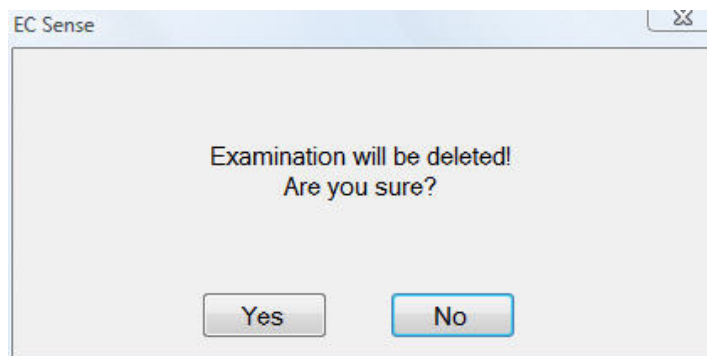 EC Sense
Examination will be deleted!
Are you sure?
Yes No